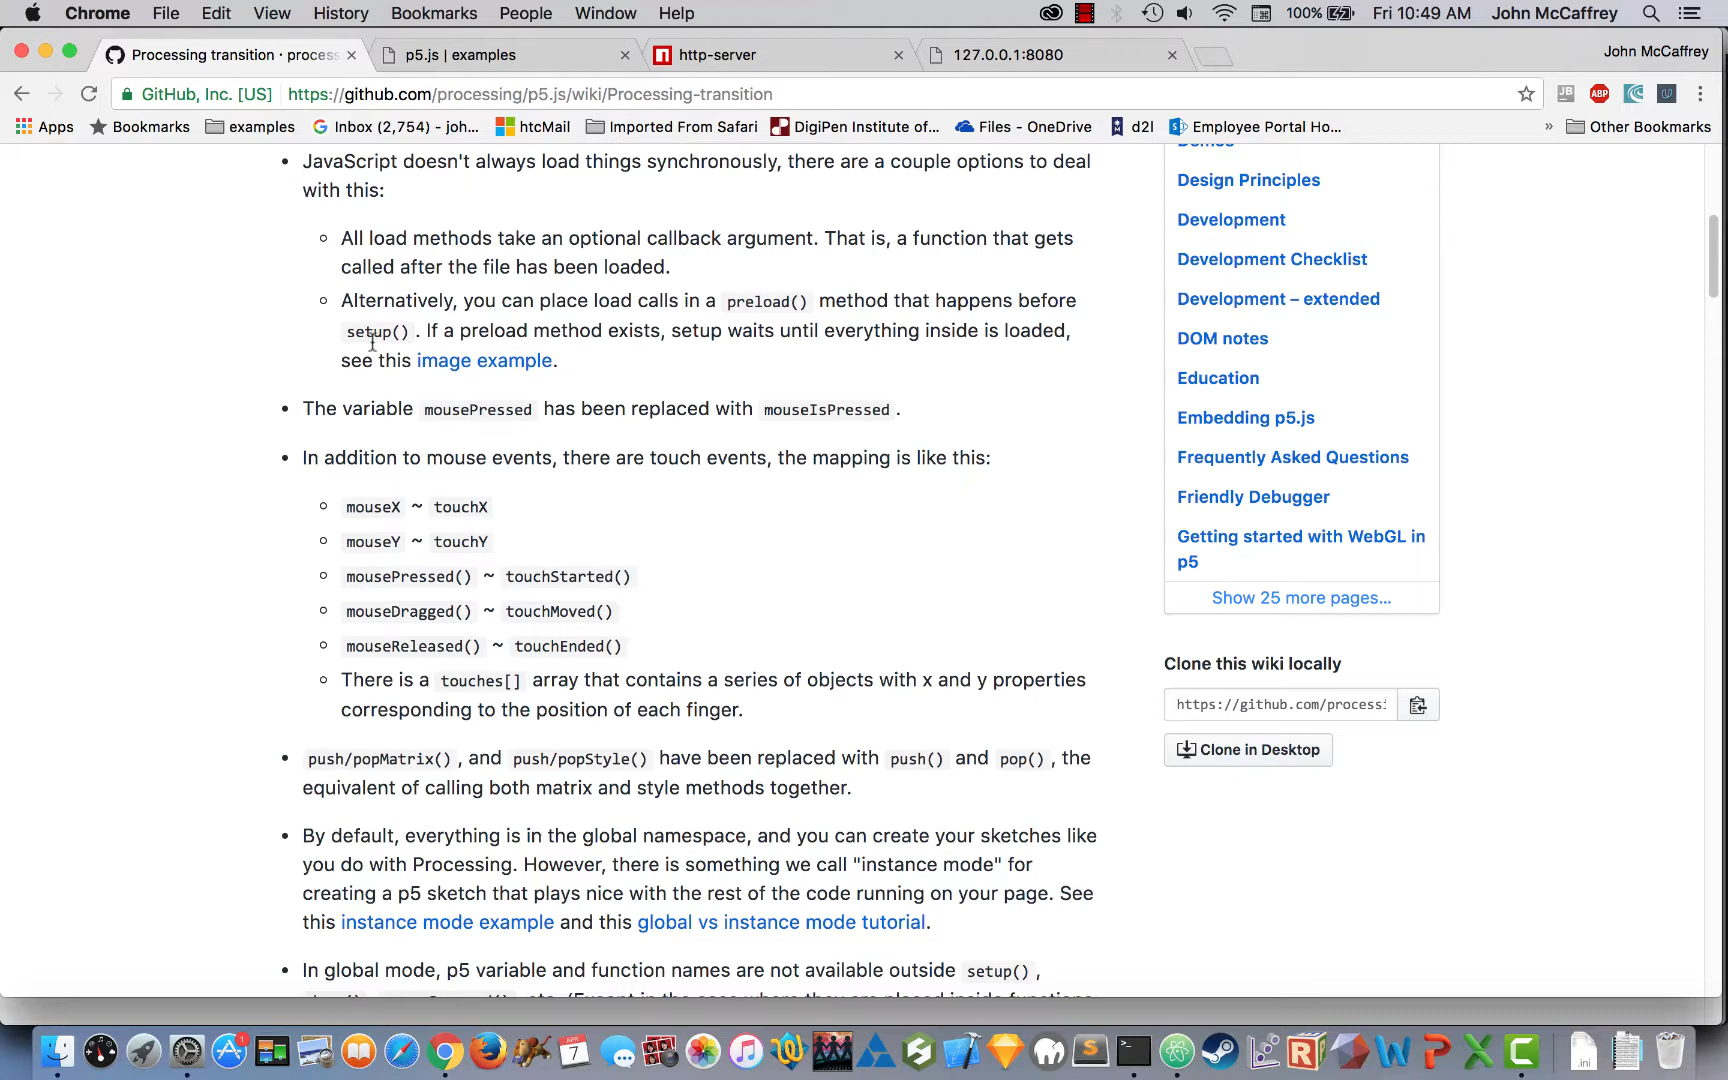 Chrome File Edit View History Bookmarks People Window Help 100% Fri 10:49 AM John McCaffrey
Processing transition · proces p5.js | examples http-server 127.0.0.1:8080 John McCaffrey
GitHub, Inc. [US] https://github.com/processing/p5.js/wiki/Processing-transition
Apps Bookmarks examples Inbox (2,754) - joh... htcMail Imported From Safari DigiPen Institute of... Files - OneDrive d2l Employee Portal Ho... » Other Bookmarks
JavaScript doesn't always load things synchronously, there are a couple options to deal
with this:
All load methods take an optional callback argument. That is, a function that gets
called after the file has been loaded.
Alternatively, you can place load calls in a preload() method that happens before
setup() . If a preload method exists, setup waits until everything inside is loaded,
see this image example.
The variable mousePressed has been replaced with mouseIsPressed .
In addition to mouse events, there are touch events, the mapping is like this:
mouseX ~ touchX
mouseY ~ touchY
mousePressed() ~ touchStarted()
mouseDragged() ~ touchMoved()
mouseReleased() ~ touchEnded()
There is a touches[] array that contains a series of objects with x and y properties
corresponding to the position of each finger.
push/popMatrix() , and push/popStyle() have been replaced with push() and pop() , the
equivalent of calling both matrix and style methods together.
By default, everything is in the global namespace, and you can create your sketches like
you do with Processing. However, there is something we call "instance mode" for
creating a p5 sketch that plays nice with the rest of the code running on your page. See
this instance mode example and this global vs instance mode tutorial.
In global mode, p5 variable and function names are not available outside setup() ,
Demos
Design Principles
Development
Development Checklist
Development – extended
DOM notes
Education
Embedding p5.js
Frequently Asked Questions
Friendly Debugger
Getting started with WebGL in
p5
Show 25 more pages...
Clone this wiki locally
https://github.com/processi
Clone in Desktop